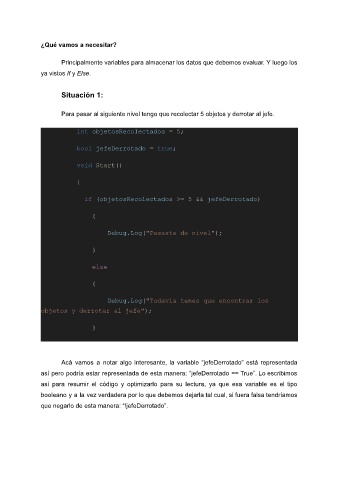 ¿Qué vamos a necesitar?
Principalmente variables para almacenar los datos que debemos evaluar. Y luego los
ya vistos If y Else.
Situación 1:
Para pasar al siguiente nivel tengo que recolectar 5 objetos y derrotar al jefe.
int objetosRecolectados = 5;
bool jefeDerrotado = true;
void Start()
{
if (objetosRecolectados >= 5 && jefeDerrotado)
{
Debug.Log("Pasaste de nivel");
}
else
{
Debug.Log("Todavía temes que encontrar los
objetos y derrotar al jefe");
}
Acá vamos a notar algo interesante, la variable "jefeDerrotado" está representada
así pero podría estar representada de esta manera: "jefeDerrotado == True". Lo escribimos
así para resumir el código y optimizarlo para su lectura, ya que esa variable es el tipo
booleano y a la vez verdadera por lo que debemos dejarla tal cual, si fuera falsa tendríamos
que negarlo de esta manera: "!jefeDerrotado".